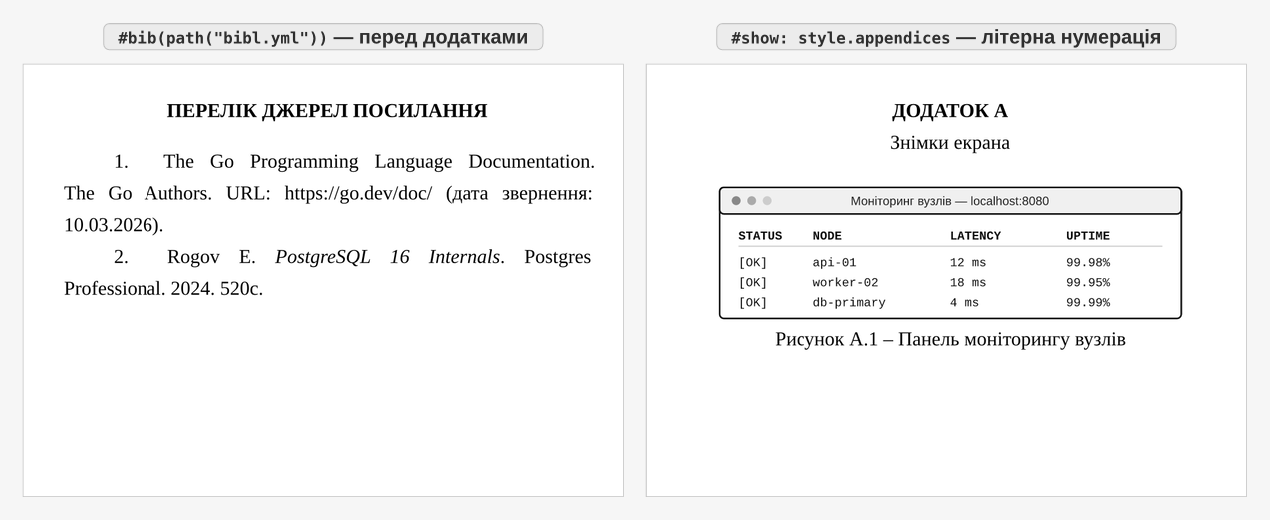 #bib(path("bibl.yml")) — перед додатками
ПЕРЕЛІК ДЖЕРЕЛ ПОСИЛАННЯ
1. The Go Programming Language Documentation.
The Go Authors. URL: https://go.dev/doc/ (дата звернення:
10.03.2026).
2. Rogov E. PostgreSQL 16 Internals. Postgres
Professional. 2024. 520с.
#show: style.appendices — літерна нумерація
ДОДАТОК А
Знімки екрана
Моніторинг вузлів — localhost:8080
STATUS NODE LATENCY UPTIME
[OK] api-01 12 ms 99.98%
[OK] worker-02 18 ms 99.95%
[OK] db-primary 4 ms 99.99%
Рисунок А.1 – Панель моніторингу вузлів